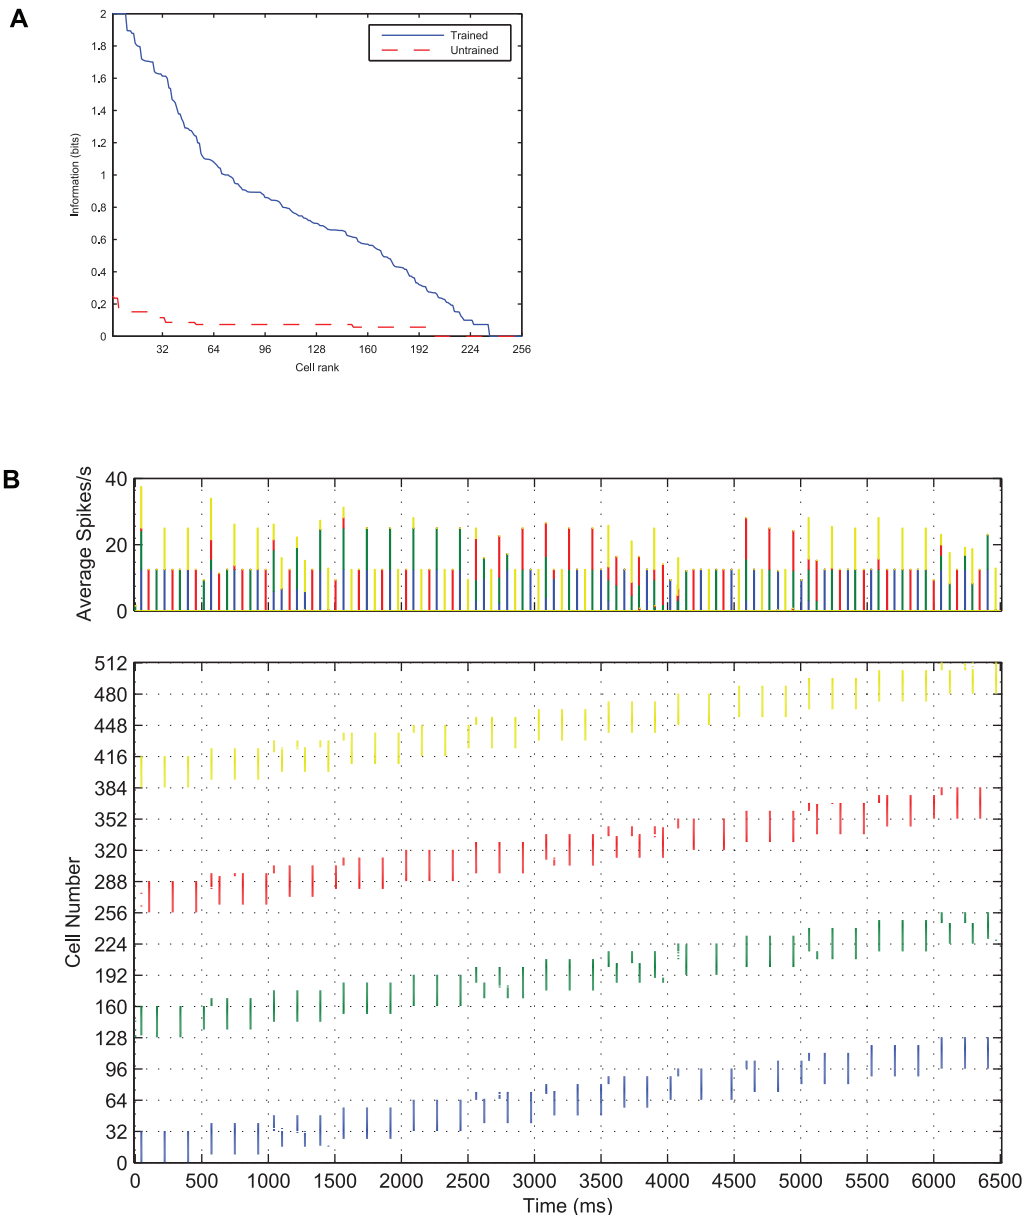 A
2
1.8
1.6
1.4
1.2
1
0.8
0.6
0.4
0.2
0
Information (bits)
Trained
Untrained
32 64 96 128 160 192 224 256
Cell rank
B
40
20
0
Average Spikes/s
512
480
448
416
384
352
320
288
256
224
192
160
128
96
64
32
0
Cell Number
0 500 1000 1500 2000 2500 3000 3500 4000 4500 5000 5500 6000 6500
Time (ms)